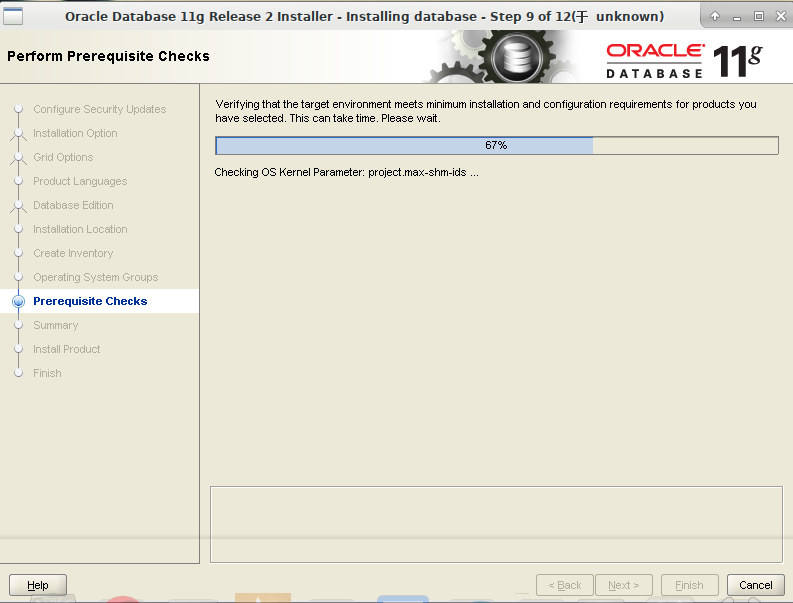 Oracle Database 11g Release 2 Installer - Installing database - Step 9 of 12(于 unknown)
Perform Prerequisite Checks
ORACLE
DATABASE
11g
Configure Security Updates
Installation Option
Grid Options
Product Languages
Database Edition
Installation Location
Create Inventory
Operating System Groups
Prerequisite Checks
Summary
Install Product
Finish
Verifying that the target environment meets minimum installation and configuration requirements for products you
have selected. This can take time. Please wait.
67%
Checking OS Kernel Parameter: project.max-shm-ids ...
Help
< Back
Next >
Finish
Cancel